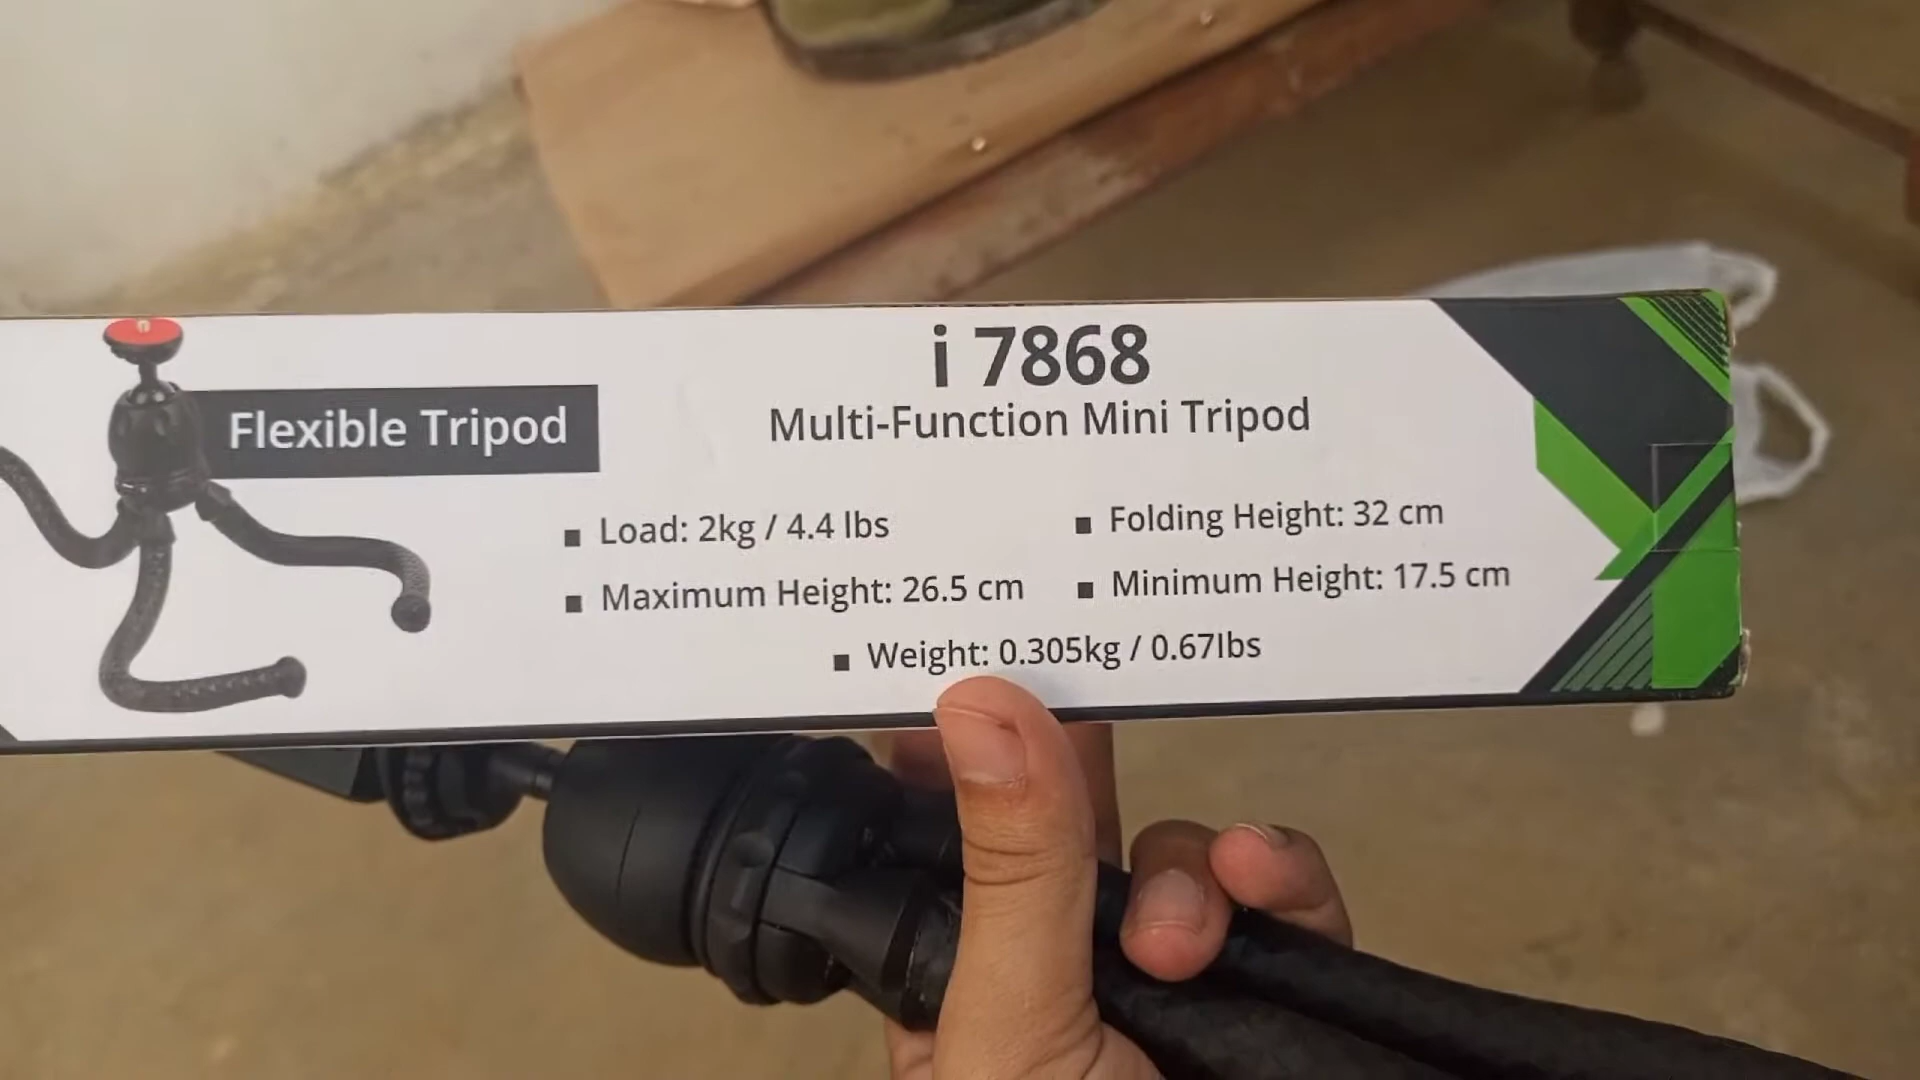 i 7868
Flexible Tripod
Multi-Function Mini Tripod
▪ Load: 2kg / 4.4 lbs
▪ Folding Height: 32 cm
▪ Maximum Height: 26.5 cm
▪ Minimum Height: 17.5 cm
▪ Weight: 0.305kg / 0.67lbs